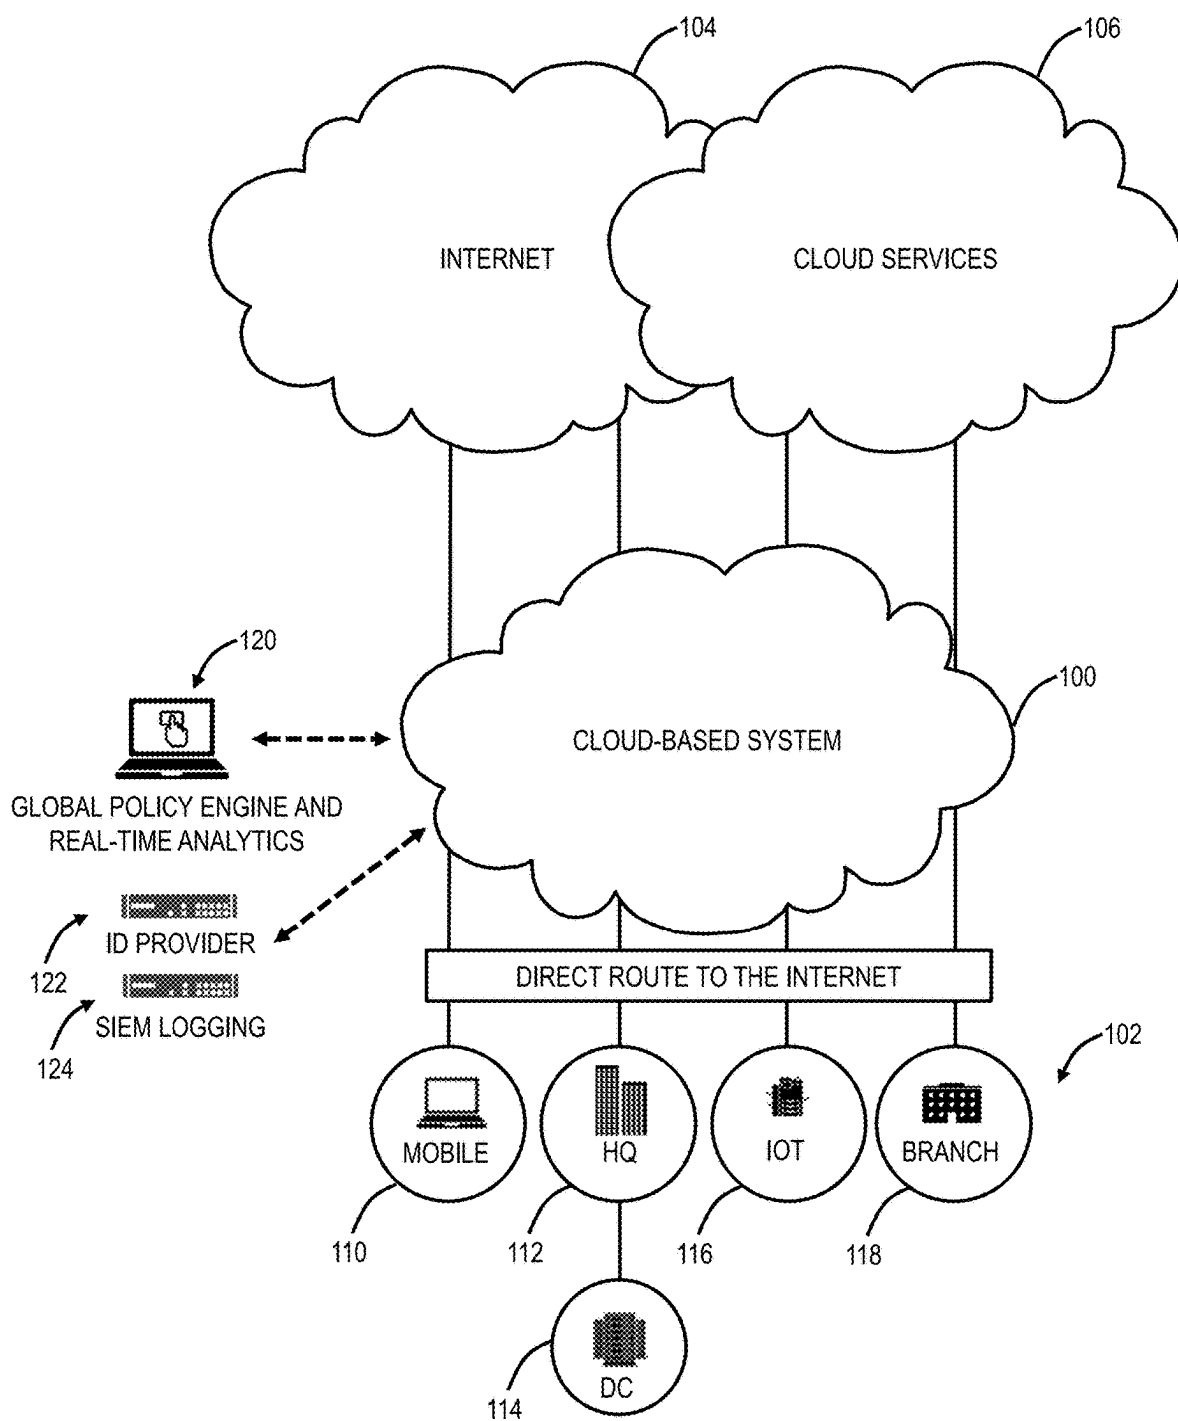 104
106
INTERNET
CLOUD SERVICES
120
100
CLOUD-BASED SYSTEM
GLOBAL POLICY ENGINE AND
REAL-TIME ANALYTICS
ID PROVIDER
122
DIRECT ROUTE TO THE INTERNET
SIEM LOGGING
124
102
MOBILE
HQ
IOT
BRANCH
110
112
116
118
DC
114